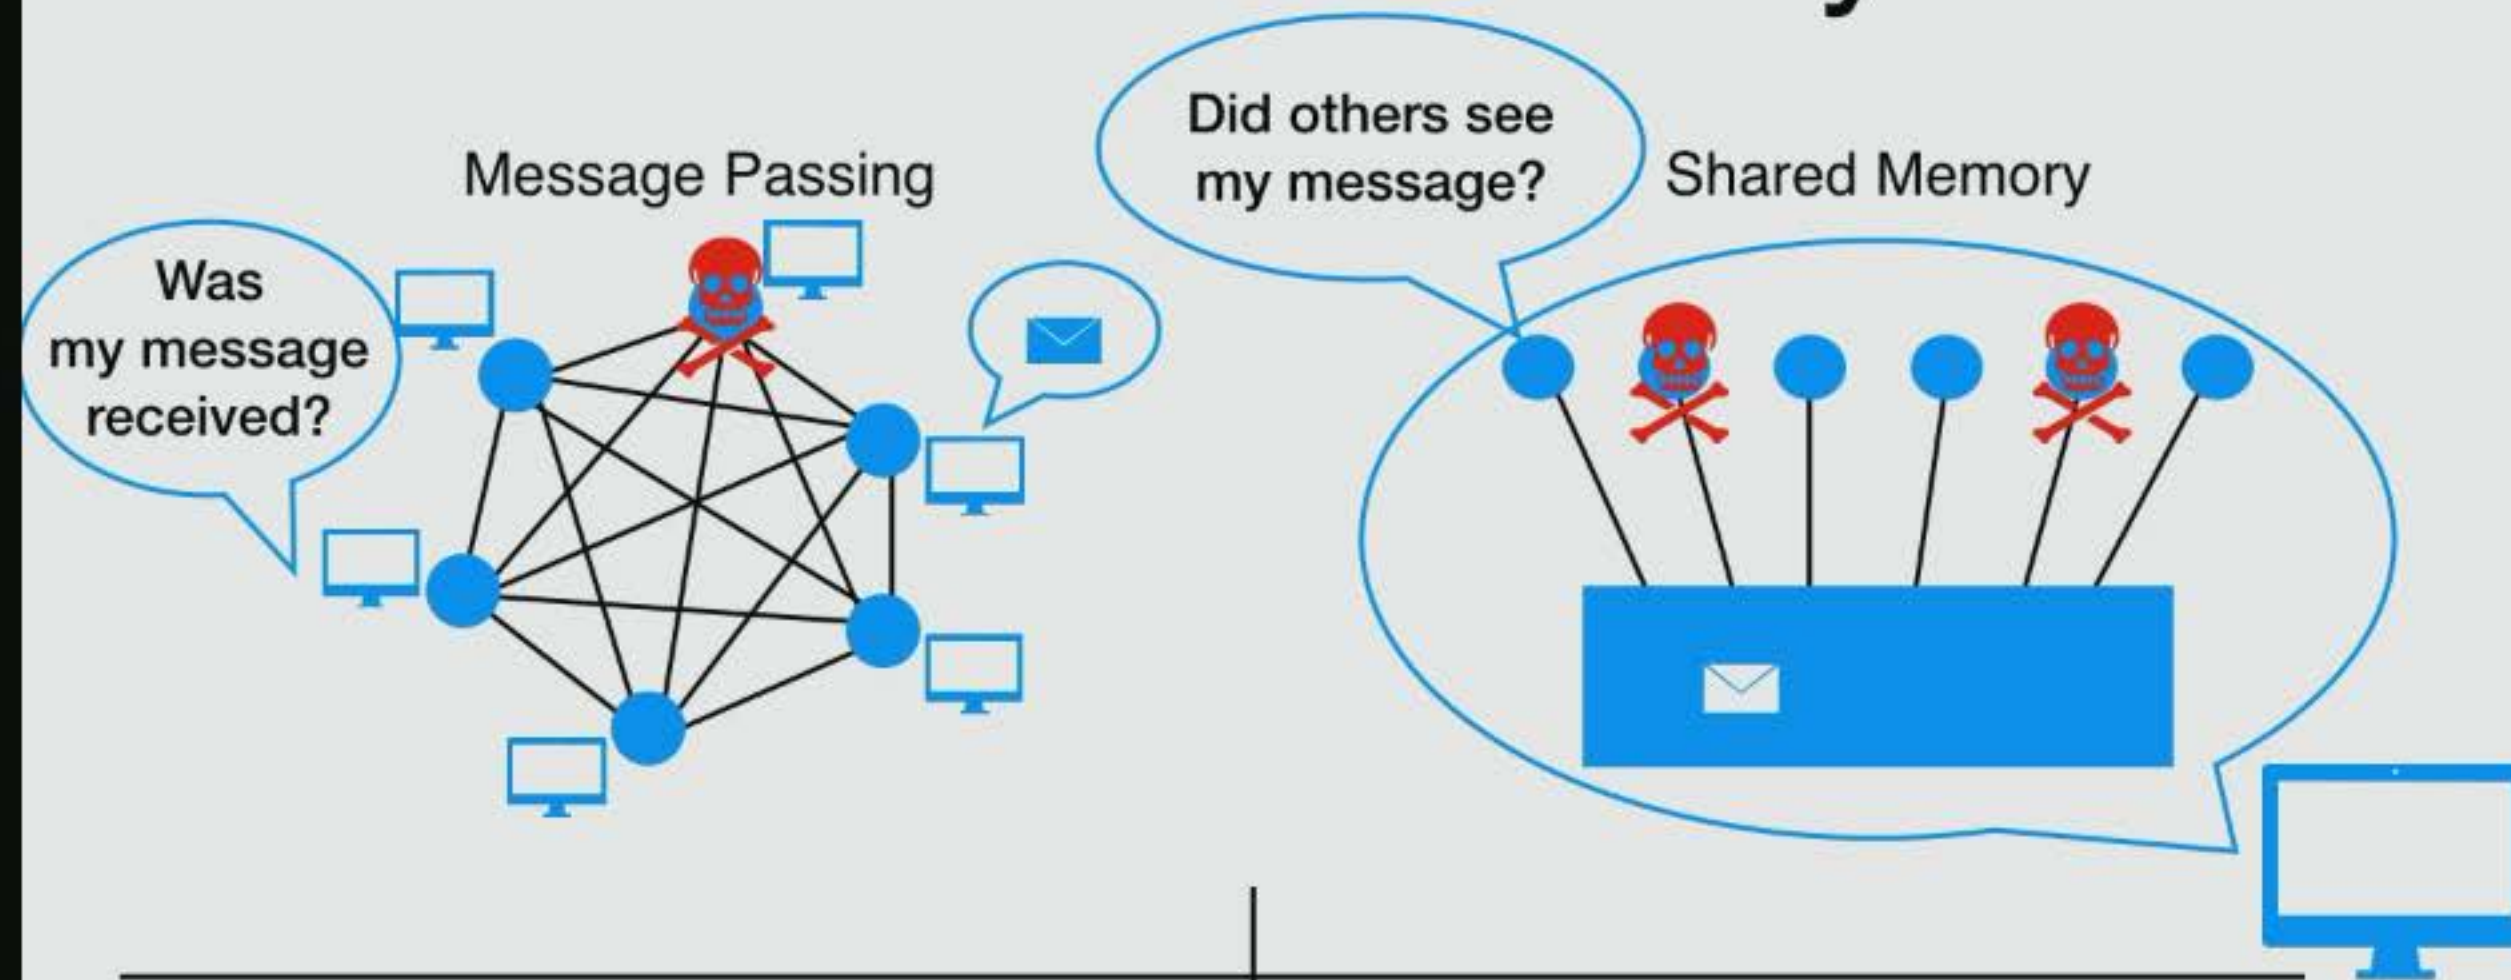 Message Passing
Was
my message
received?
Did others see
my message?
Shared Memory